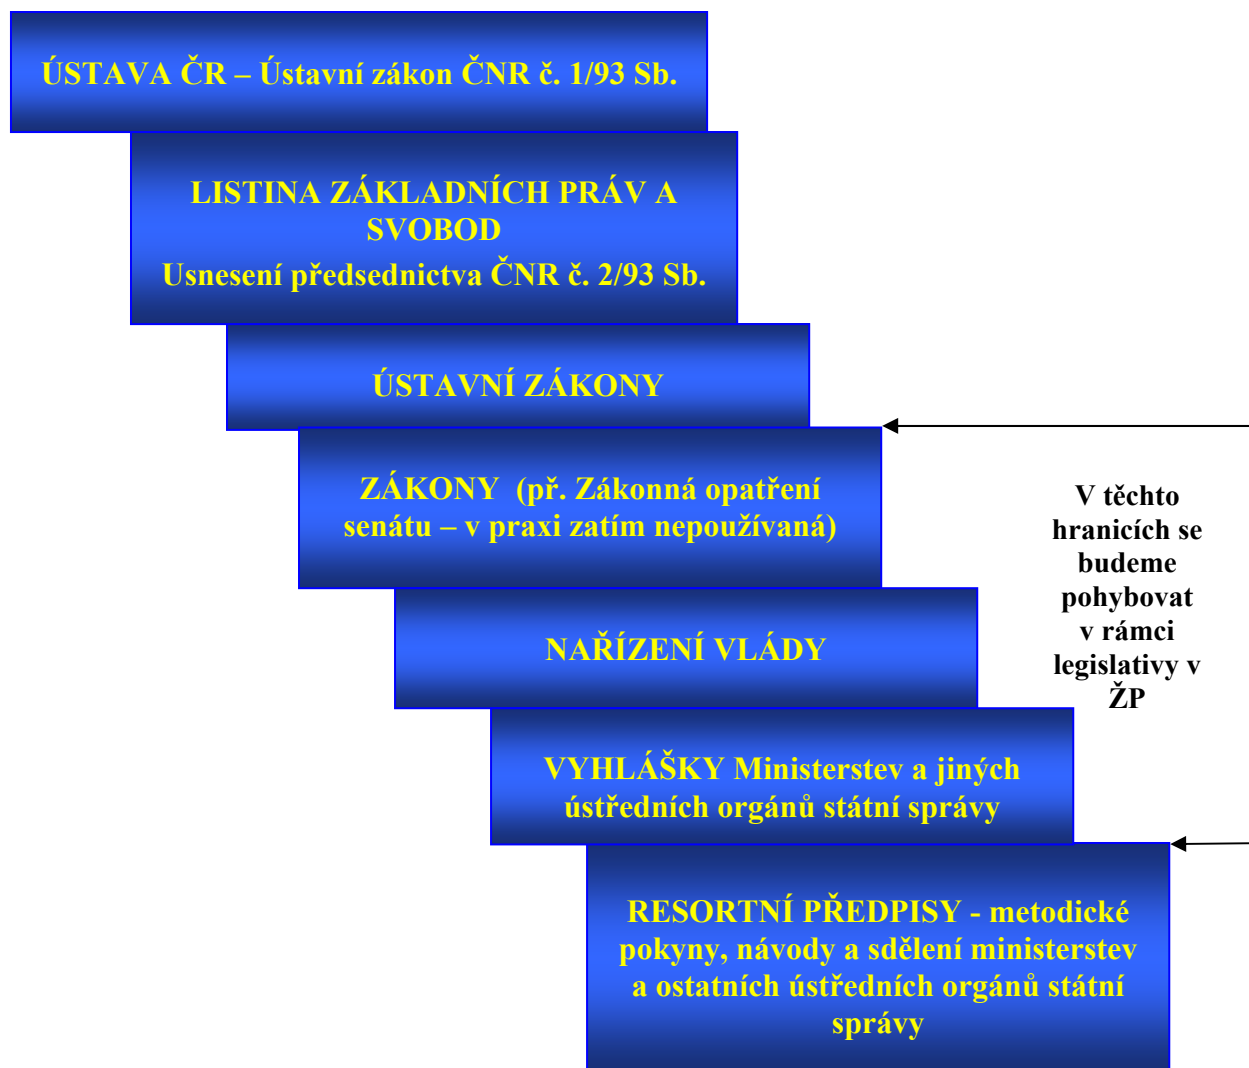 ÚSTAVA ČR – Ústavní zákon ČNR č. 1/93 Sb.
LISTINA ZÁKLADNÍCH PRÁV A
SVOBOD
Usnesení předsednictva ČNR č. 2/93 Sb.
ÚSTAVNÍ ZÁKONY
ZÁKONY (př. Zákonná opatření
senátu – v praxi zatím nepoužívaná)
NAŘÍZENÍ VLÁDY
VYHLÁŠKY Ministerstev a jiných
ústředních orgánů státní správy
RESORTNÍ PŘEDPISY - metodické
pokyny, návody a sdělení ministerstev
a ostatních ústředních orgánů státní
správy
V těchto
hranicích se
budeme
pohybovat
v rámci
legislativy v
ŽP